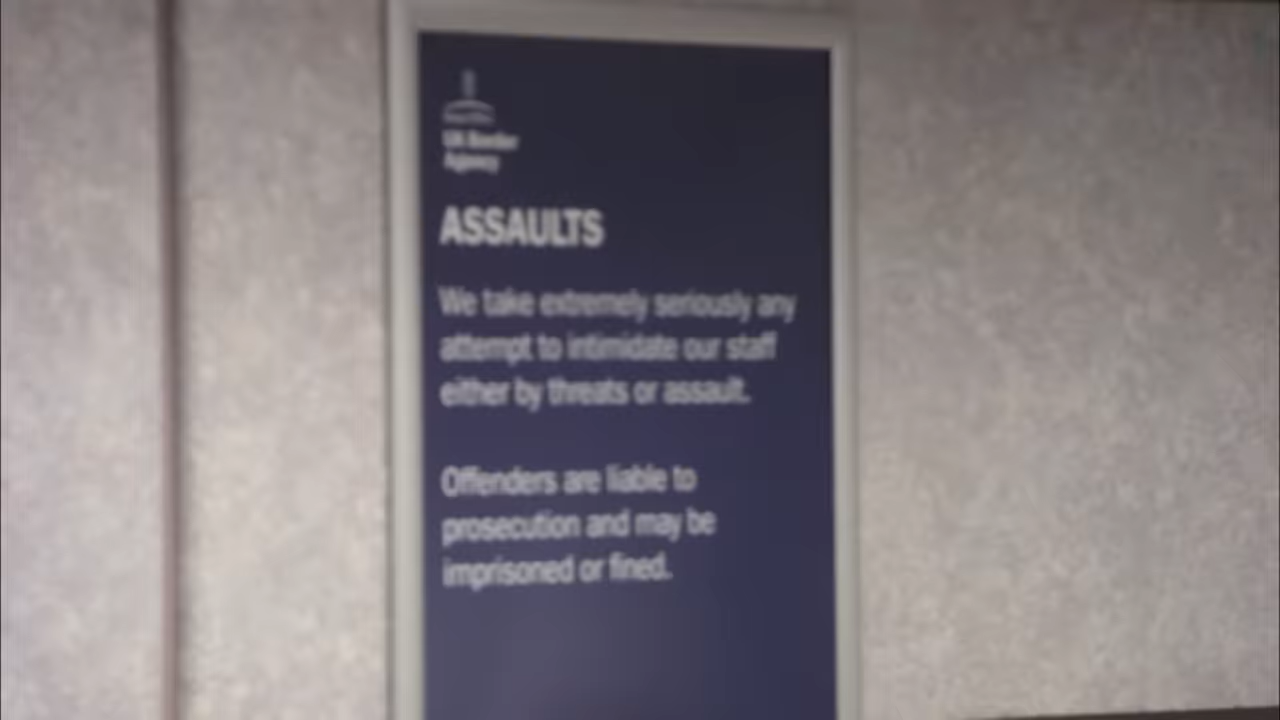 UK Border
Agency
ASSAULTS
We take extremely seriously any
attempt to intimidate our staff
either by threats or assault.
Offenders are liable to
prosecution and may be
imprisoned or fined.